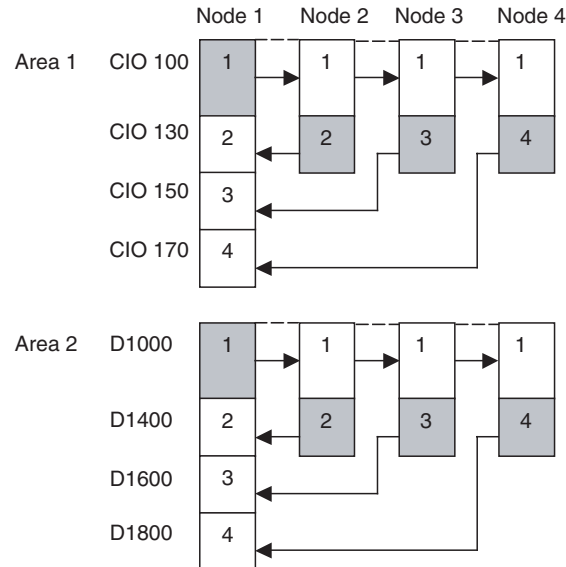 Node 1 Node 2 Node 3 Node 4
Area 1 CIO 100 1 1 1 1
CIO 130 2 2 3 4
CIO 150 3
CIO 170 4
Area 2 D1000 1 1 1 1
D1400 2 2 3 4
D1600 3
D1800 4